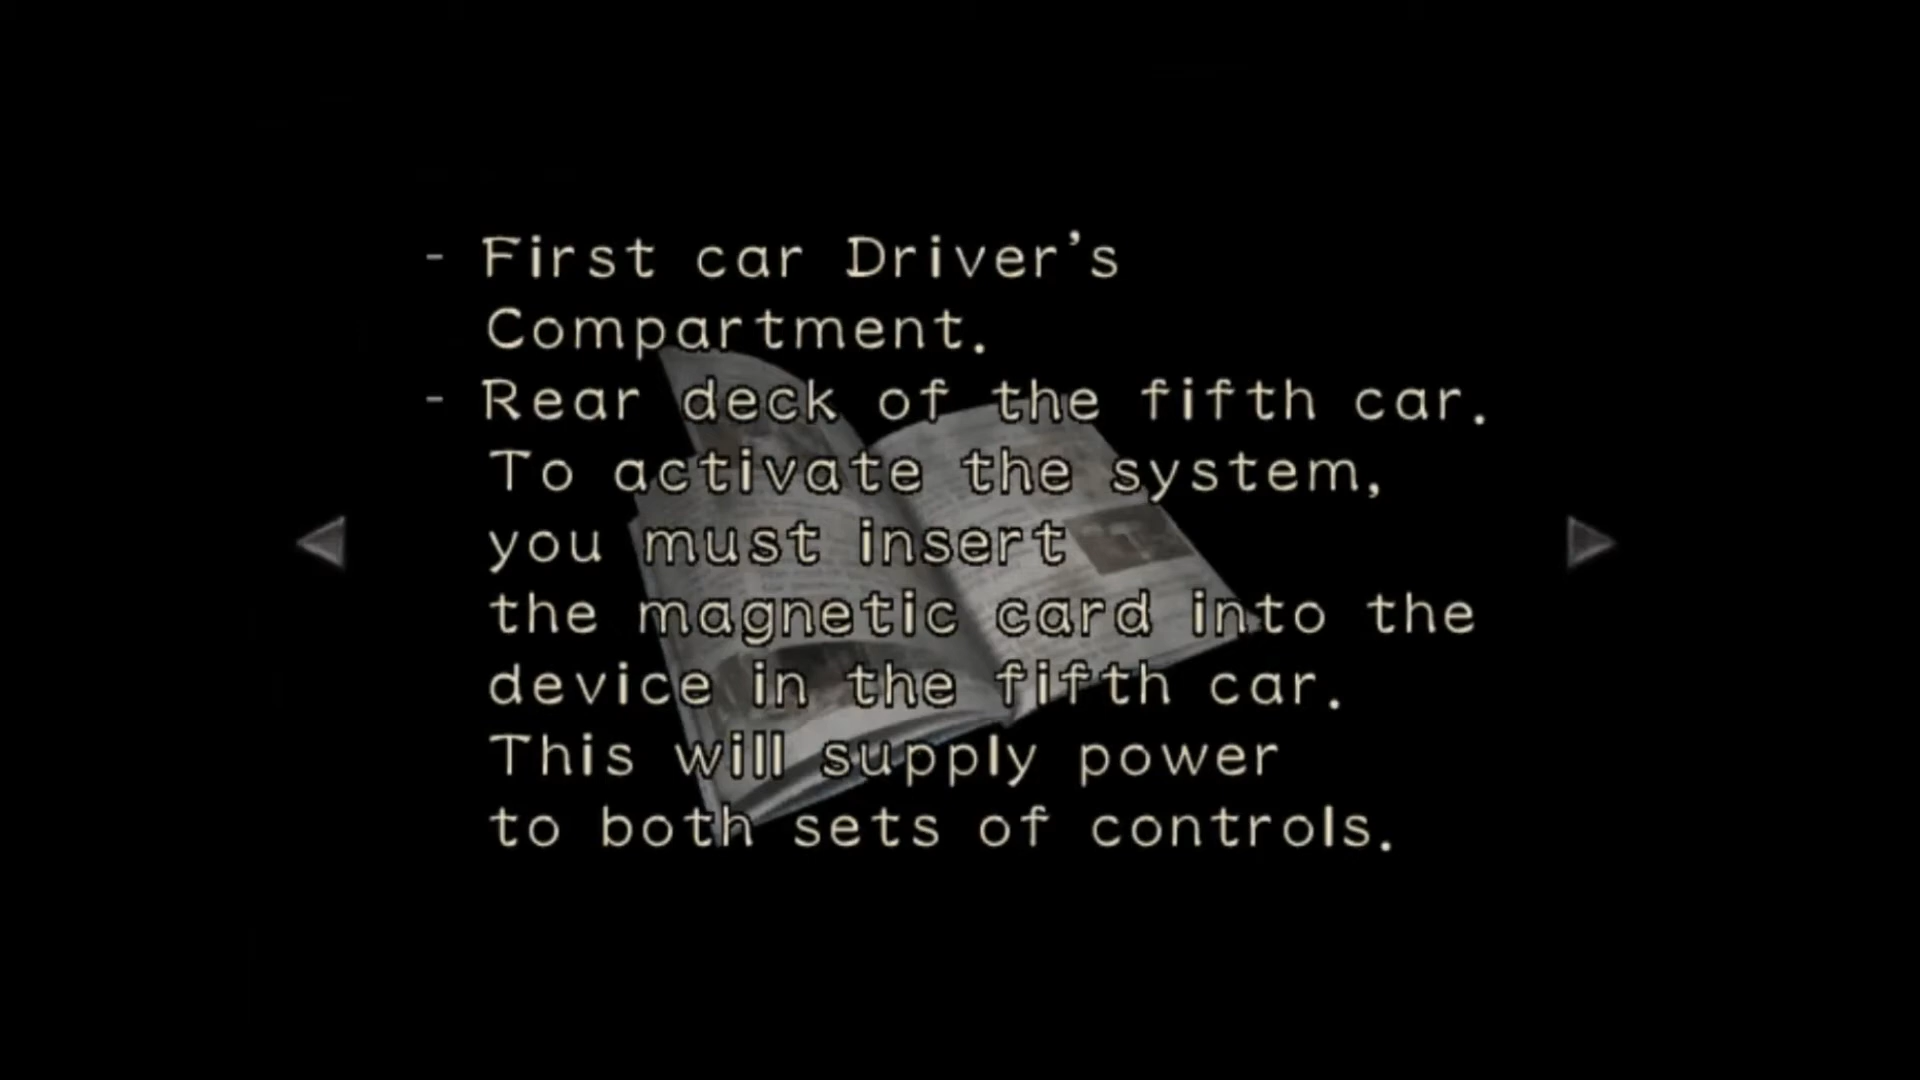 - First car Driver's
Compartment.
- Rear deck of the fifth car.
To activate the system,
you must insert
the magnetic card into the
device in the fifth car.
This will supply power
to both sets of controls.